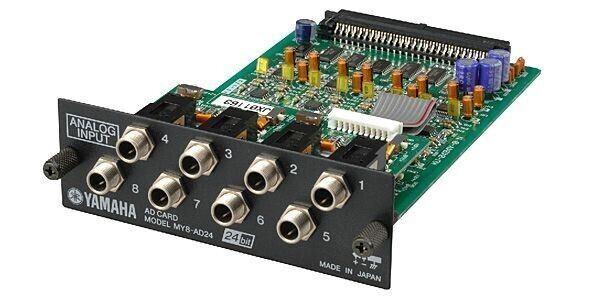 ANALOG
INPUT
4
3
2
1
8
7
6
5
YAMAHA
AD CARD
MODEL MY8-AD24
24bit
+ -
MADE IN JAPAN
JX01163